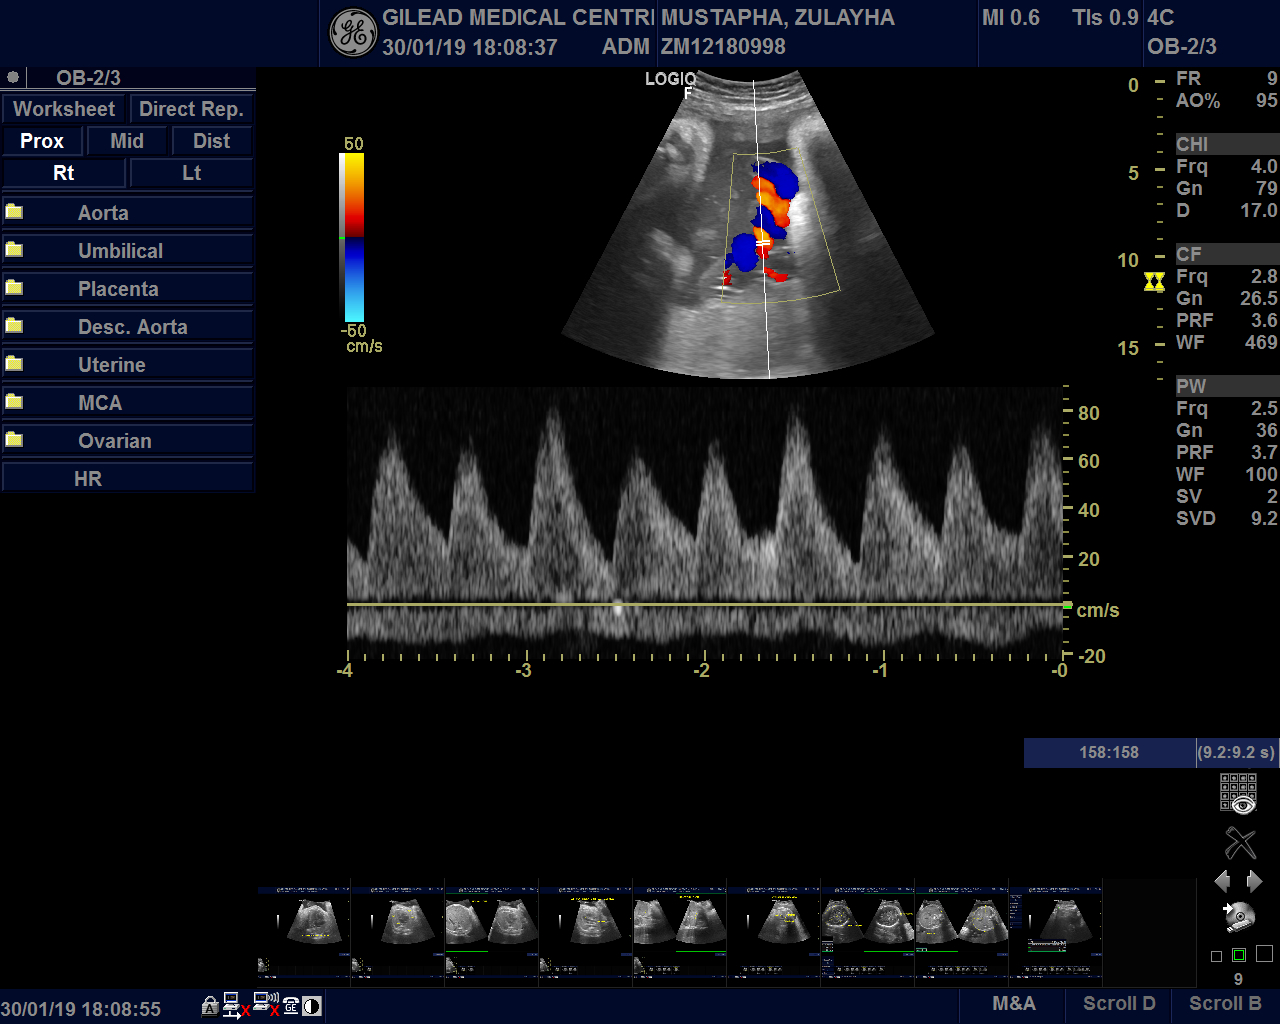 GILEAD MEDICAL CENTRI
MUSTAPHA, ZULAYHA
MI 0.6
TIs 0.9
4C
30/01/19 18:08:37
ADM
ZM12180998
OB-2/3
OB-2/3
Worksheet
Direct Rep.
Prox
Mid
Dist
Rt
Lt
Aorta
Umbilical
Placenta
Desc. Aorta
Uterine
MCA
Ovarian
HR
LOGIQ
F
50
-50
cm/s
0
5
10
15
FR 9
AO% 95
CHI
Frq 4.0
Gn 79
D 17.0
CF
Frq 2.8
Gn 26.5
PRF 3.6
WF 469
PW
Frq 2.5
Gn 36
PRF 3.7
WF 100
SV 2
SVD 9.2
80
60
40
20
cm/s
-20
-4
-3
-2
-1
-0
158:158
(9.2:9.2 s)
9
30/01/19 18:08:55
A
GE
M&A
Scroll D
Scroll B